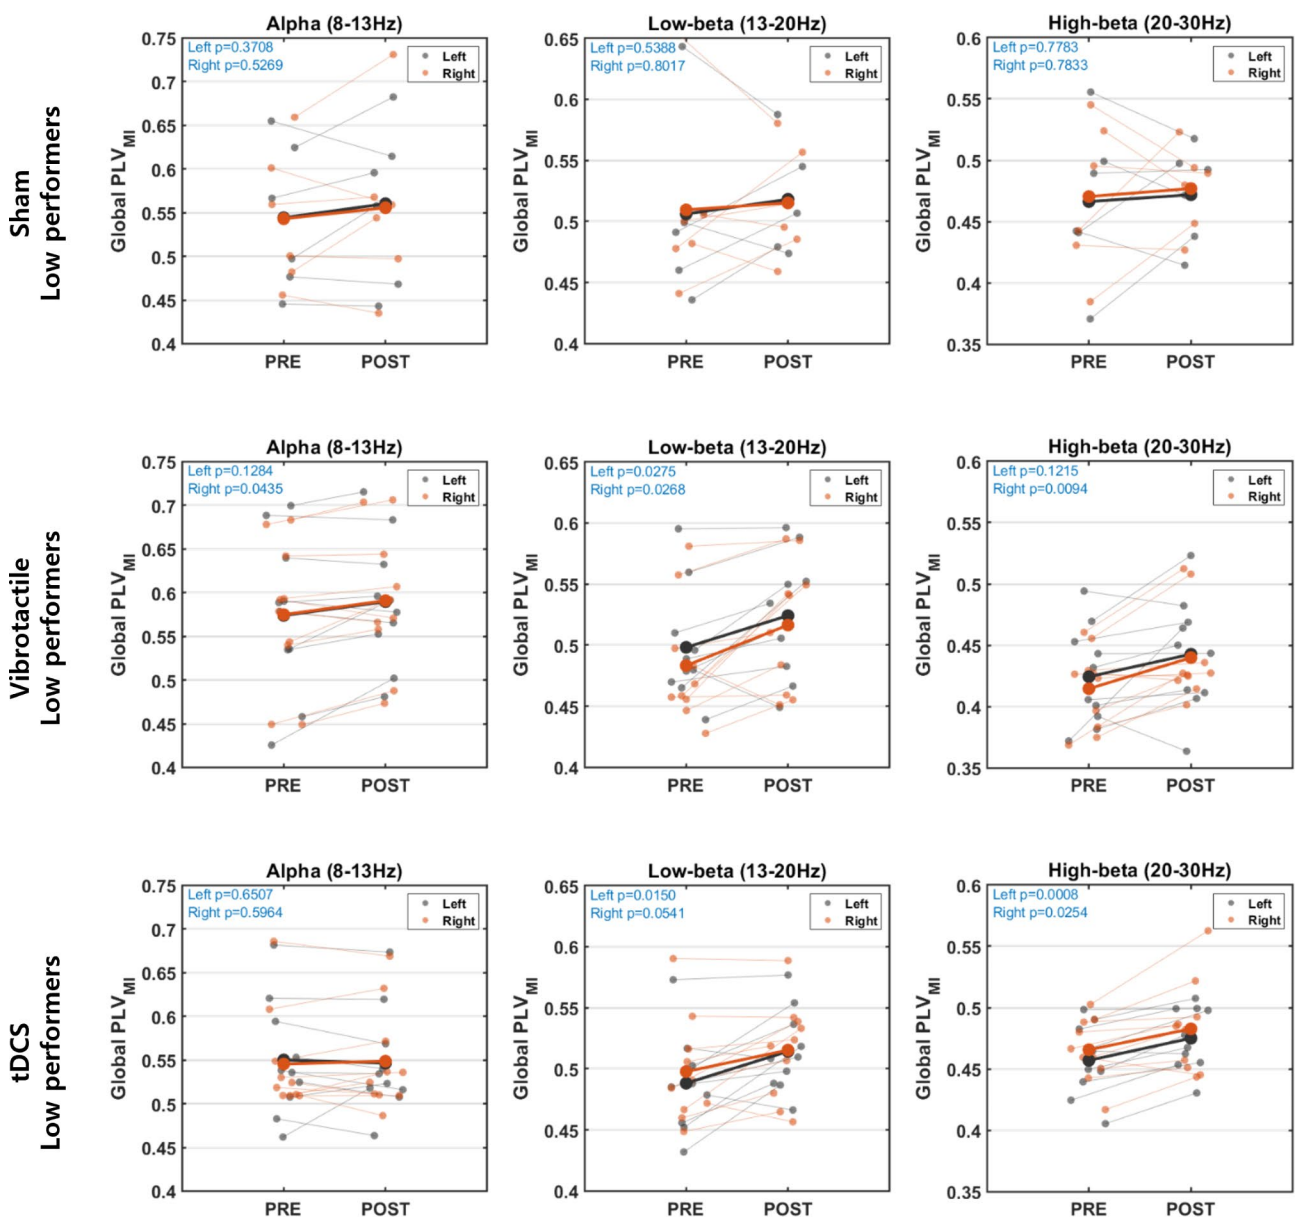 Sham
Low performers
Alpha (8-13Hz)
Left p=0.3708
Right p=0.5269
Left
Right
Global PLVMI
0.75
0.7
0.65
0.6
0.55
0.5
0.45
0.4
PRE POST
Low-beta (13-20Hz)
Left p=0.5388
Right p=0.8017
Left
Right
Global PLVMI
0.65
0.6
0.55
0.5
0.45
0.4
PRE POST
High-beta (20-30Hz)
Left p=0.7783
Right p=0.7833
Left
Right
Global PLVMI
0.6
0.55
0.5
0.45
0.4
0.35
PRE POST
Vibrotactile
Low performers
Alpha (8-13Hz)
Left p=0.1284
Right p=0.0435
Left
Right
Global PLVMI
0.75
0.7
0.65
0.6
0.55
0.5
0.45
0.4
PRE POST
Low-beta (13-20Hz)
Left p=0.0275
Right p=0.0268
Left
Right
Global PLVMI
0.65
0.6
0.55
0.5
0.45
0.4
PRE POST
High-beta (20-30Hz)
Left p=0.1215
Right p=0.0094
Left
Right
Global PLVMI
0.6
0.55
0.5
0.45
0.4
0.35
PRE POST
tDCS
Low performers
Alpha (8-13Hz)
Left p=0.6507
Right p=0.5964
Left
Right
Global PLVMI
0.75
0.7
0.65
0.6
0.55
0.5
0.45
0.4
PRE POST
Low-beta (13-20Hz)
Left p=0.0150
Right p=0.0541
Left
Right
Global PLVMI
0.65
0.6
0.55
0.5
0.45
0.4
PRE POST
High-beta (20-30Hz)
Left p=0.0008
Right p=0.0254
Left
Right
Global PLVMI
0.6
0.55
0.5
0.45
0.4
0.35
PRE POST